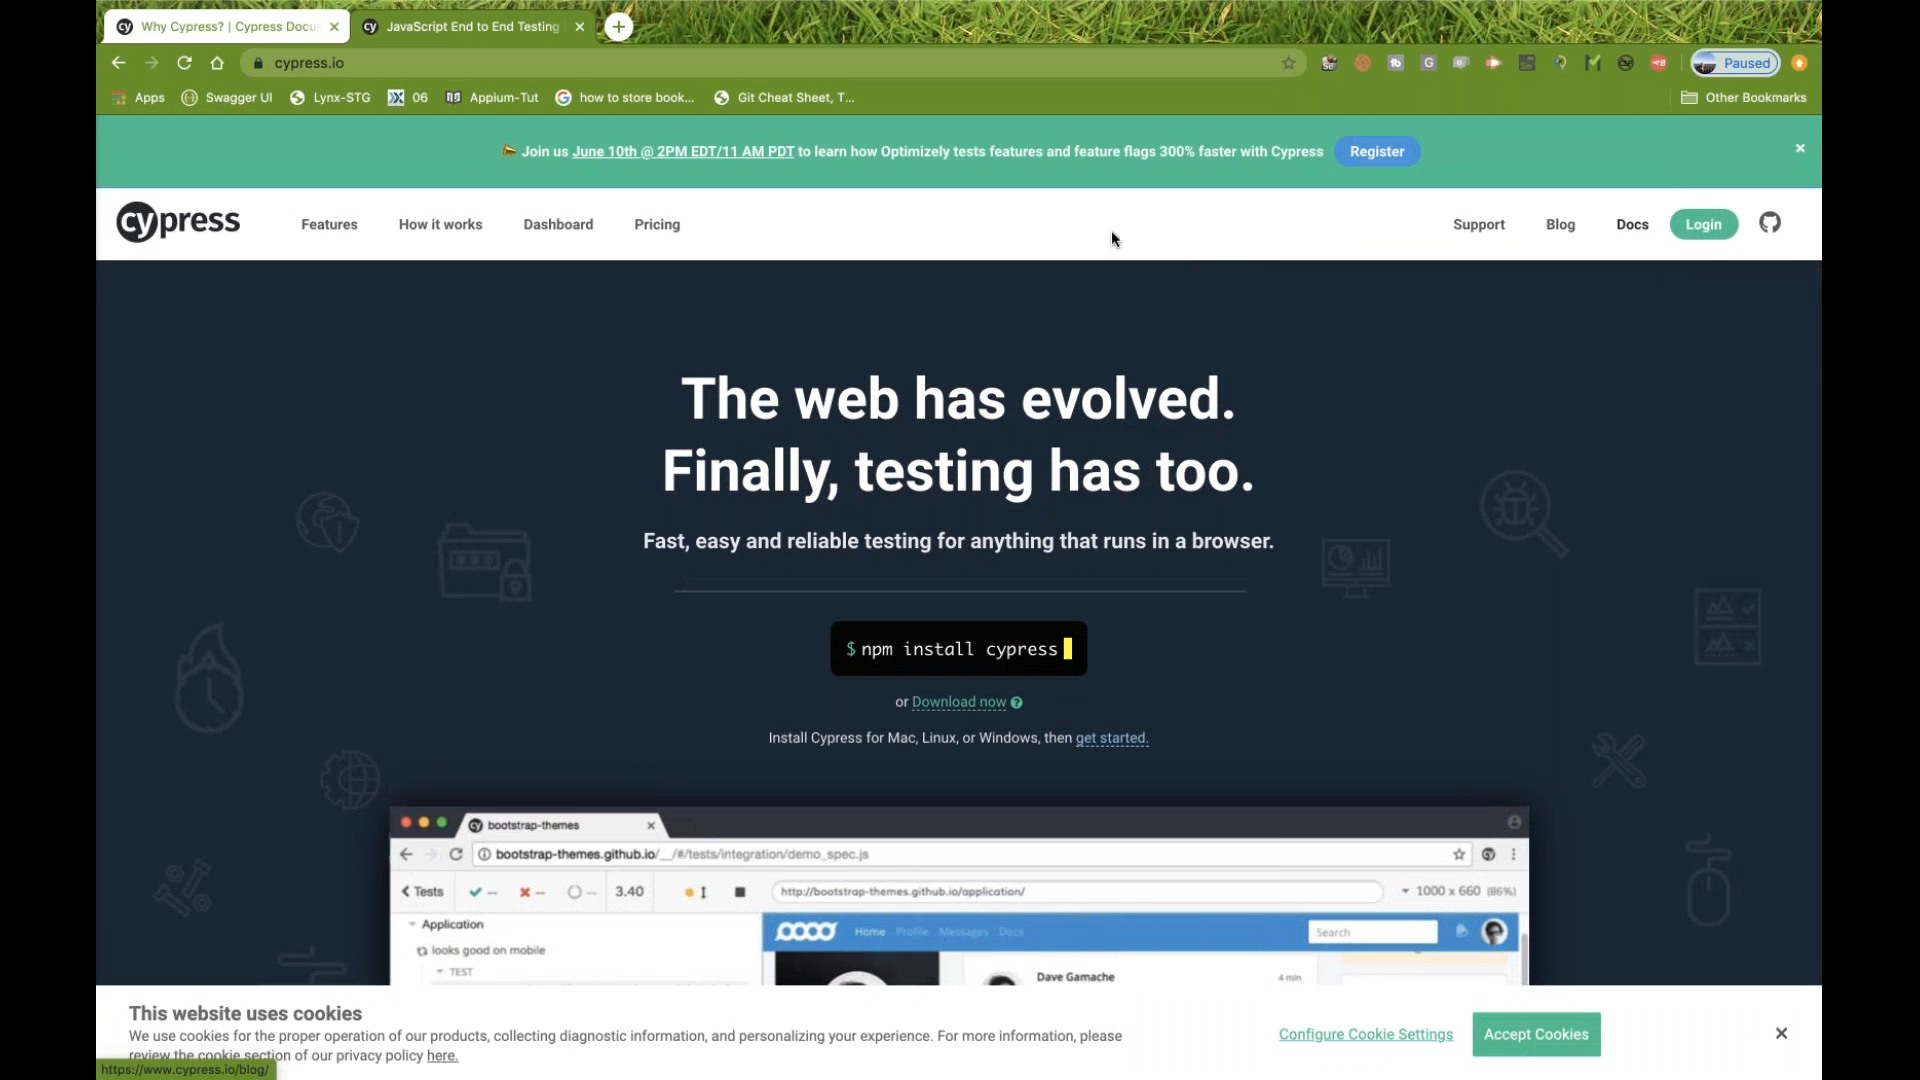 Why Cypress? | Cypress Docu
JavaScript End to End Testing
cypress.io
Paused
Apps
Swagger UI
Lynx-STG
06
Appium-Tut
how to store book...
Git Cheat Sheet, T...
Other Bookmarks
Join us June 10th @ 2PM EDT/11 AM PDT to learn how Optimizely tests features and feature flags 300% faster with Cypress
Register
cypress
Features
How it works
Dashboard
Pricing
Support
Blog
Docs
Login
The web has evolved.
Finally, testing has too.
Fast, easy and reliable testing for anything that runs in a browser.
$ npm install cypress
or Download now
Install Cypress for Mac, Linux, or Windows, then get started.
bootstrap-themes
bootstrap-themes.github.io/__/#/tests/integration/demo_spec.js
Tests
3.40
http://bootstrap-themes.github.io/application/
1000 x 660 (86%)
Application
looks good on mobile
TEST
Home
Profile
Messages
Docs
Search
Dave Gamache
4 min
This website uses cookies
We use cookies for the proper operation of our products, collecting diagnostic information, and personalizing your experience. For more information, please
review the cookie section of our privacy policy here.
Configure Cookie Settings
Accept Cookies
https://www.cypress.io/blog/